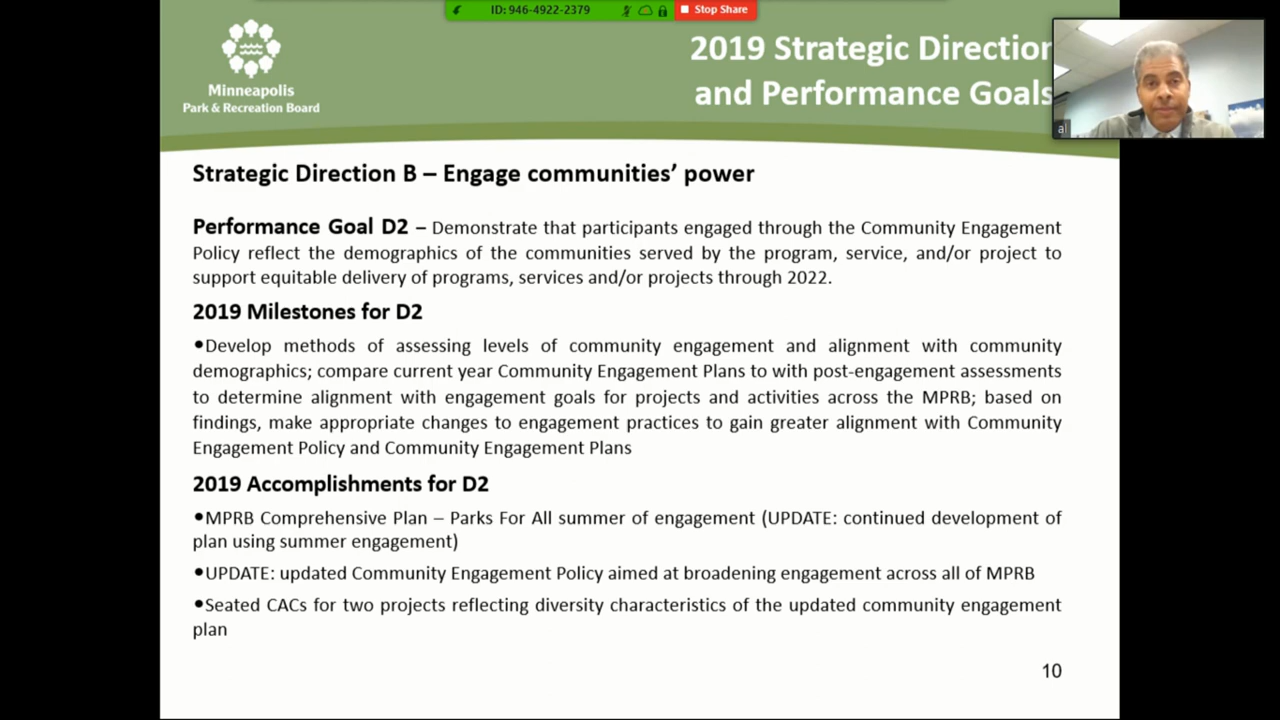 ID: 946-4922-2379
Stop Share
Minneapolis
Park & Recreation Board
2019 Strategic Direction
and Performance Goals
al
Strategic Direction B – Engage communities’ power
Performance Goal D2 – Demonstrate that participants engaged through the Community Engagement
Policy reflect the demographics of the communities served by the program, service, and/or project to
support equitable delivery of programs, services and/or projects through 2022.
2019 Milestones for D2
•Develop methods of assessing levels of community engagement and alignment with community
demographics; compare current year Community Engagement Plans to with post-engagement assessments
to determine alignment with engagement goals for projects and activities across the MPRB; based on
findings, make appropriate changes to engagement practices to gain greater alignment with Community
Engagement Policy and Community Engagement Plans
2019 Accomplishments for D2
•MPRB Comprehensive Plan – Parks For All summer of engagement (UPDATE: continued development of
plan using summer engagement)
•UPDATE: updated Community Engagement Policy aimed at broadening engagement across all of MPRB
•Seated CACs for two projects reflecting diversity characteristics of the updated community engagement
plan
10